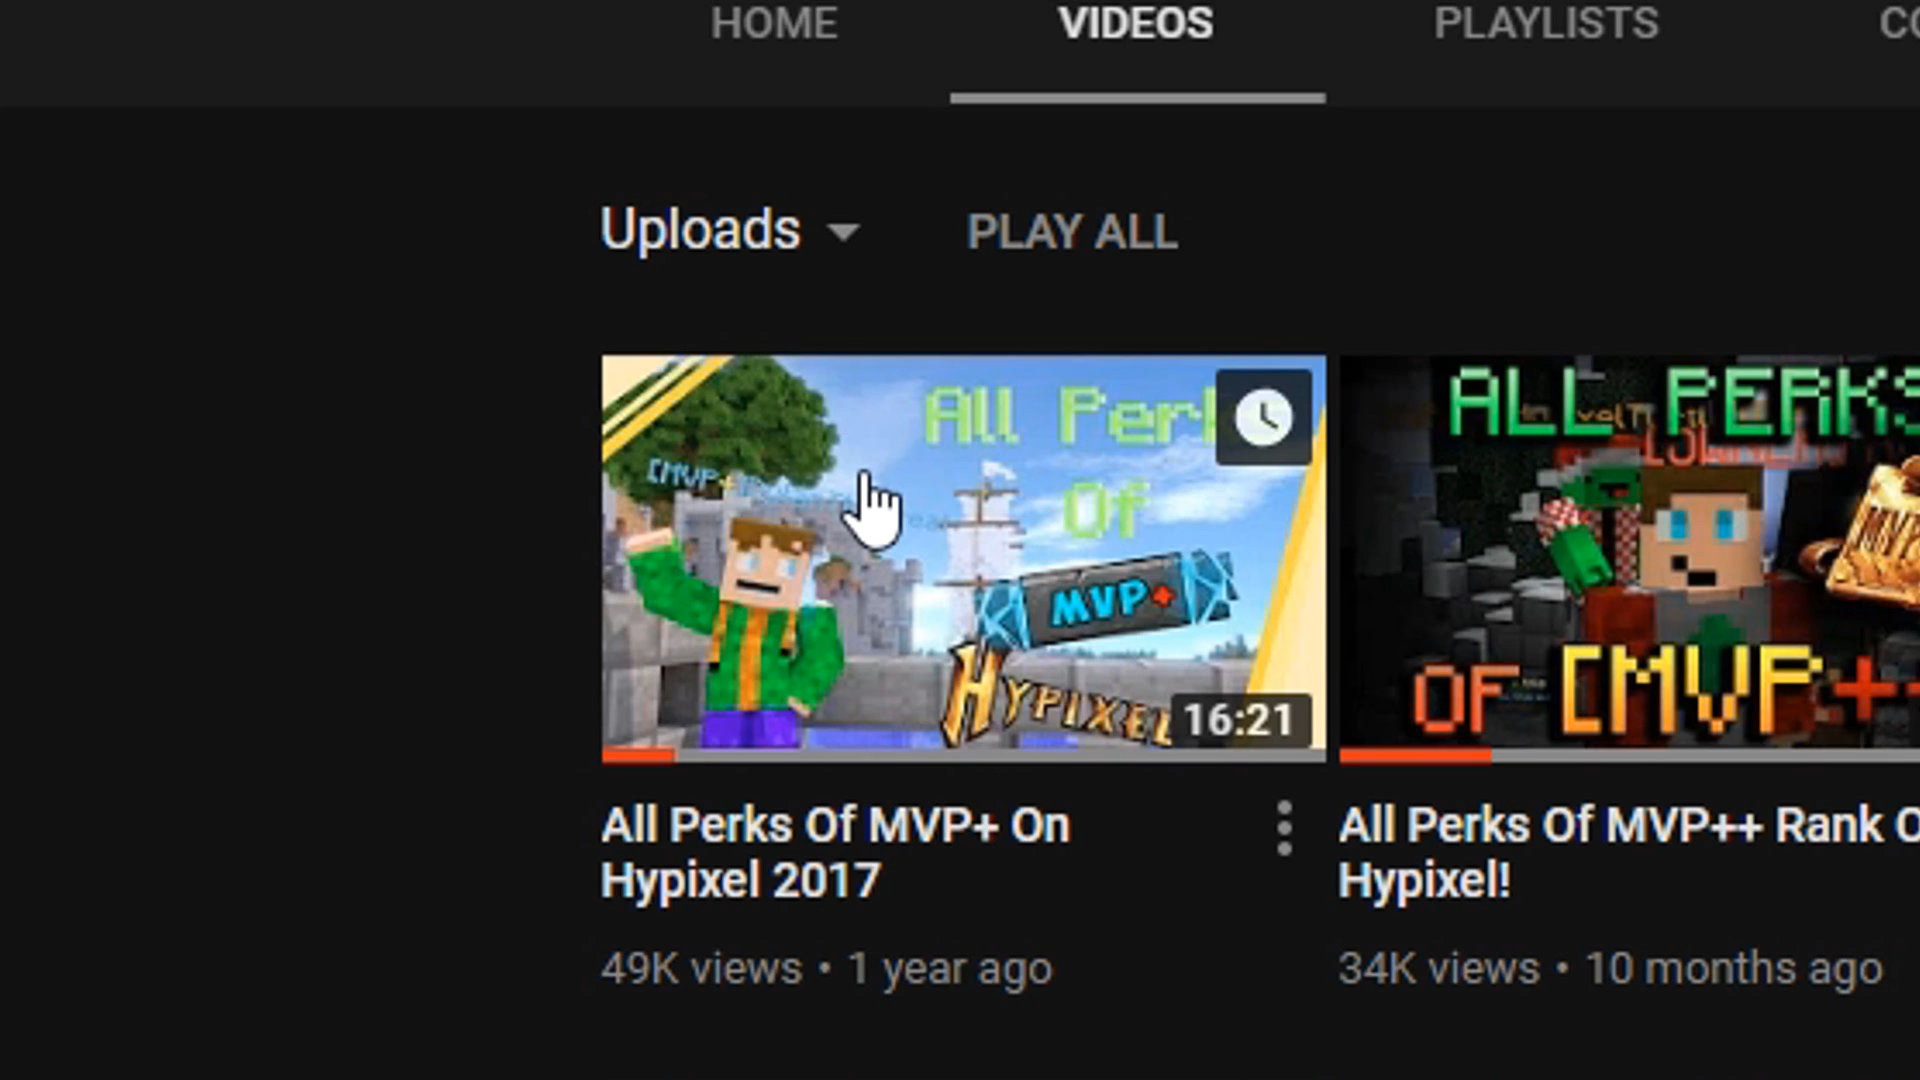 HOME VIDEOS PLAYLISTS
Uploads PLAY ALL
All
Of
MVP+
HYPIXEL
16:21
[MVP+
ALL PERKS
OF [MVP++
All Perks Of MVP+ On
Hypixel 2017
49K views • 1 year ago
All Perks Of MVP++ Rank
Hypixel!
34K views • 10 months ago